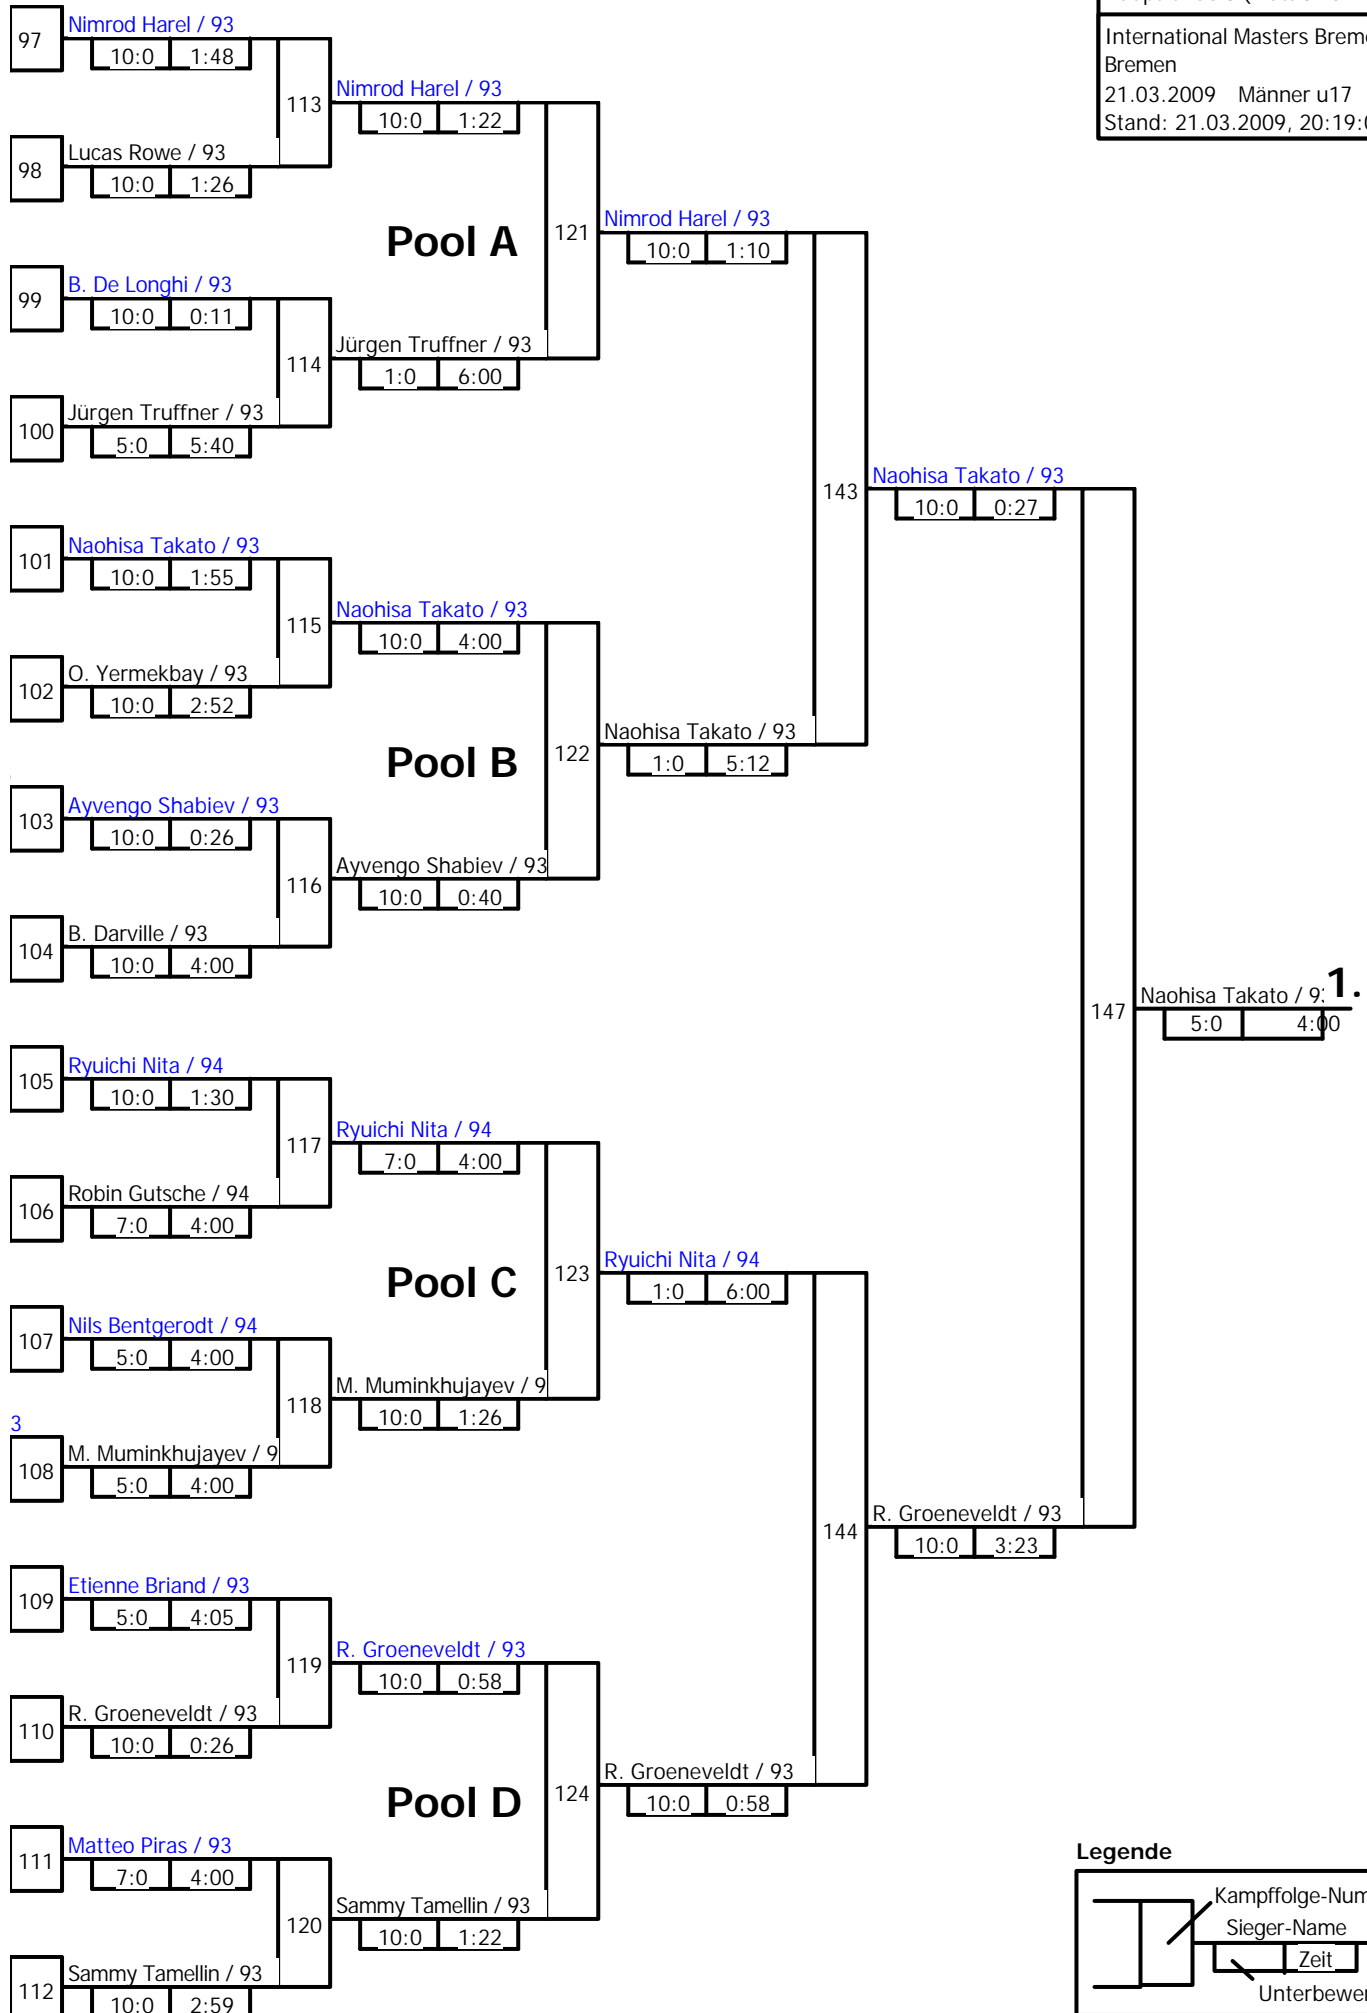 International Masters
Bremen
21.03.2009 Männer u17
Stand: 21.03.2009,
97 Nimrod Harel / 93
10:0 1:48
113 Nimrod Harel / 93
10:0 1:22
98 Lucas Rowe / 93
10:0 1:26
Pool A
121 Nimrod Harel / 93
10:0 1:10
99 B. De Longhi / 93
10:0 0:11
114 Jürgen Truffner / 93
1:0 6:00
100 Jürgen Truffner / 93
5:0 5:40
143 Naohisa Takato / 93
10:0 0:27
101 Naohisa Takato / 93
10:0 1:55
115 Naohisa Takato / 93
10:0 4:00
102 O. Yermekbay / 93
10:0 2:52
Pool B
122 Naohisa Takato / 93
1:0 5:12
103 Ayvengo Shabiev / 93
10:0 0:26
116 Ayvengo Shabiev / 93
10:0 0:40
104 B. Darville / 93
10:0 4:00
147 Naohisa Takato / 9 1.
5:0 4:00
105 Ryuichi Nita / 94
10:0 1:30
117 Ryuichi Nita / 94
7:0 4:00
106 Robin Gutsche / 94
7:0 4:00
Pool C
123 Ryuichi Nita / 94
1:0 6:00
107 Nils Bentgerodt / 94
5:0 4:00
118 M. Muminkhujayev / 9
10:0 1:26
3
108 M. Muminkhujayev / 9
5:0 4:00
144 R. Groeneveldt / 93
10:0 3:23
109 Etienne Briand / 93
5:0 4:05
119 R. Groeneveldt / 93
10:0 0:58
110 R. Groeneveldt / 93
10:0 0:26
Pool D
124 R. Groeneveldt / 93
10:0 0:58
111 Matteo Piras / 93
7:0 4:00
120 Sammy Tamellin / 93
10:0 1:22
112 Sammy Tamellin / 93
10:0 2:59
Legende
Kampffolge-Num
Sieger-Name
Zeit
Unterbewer